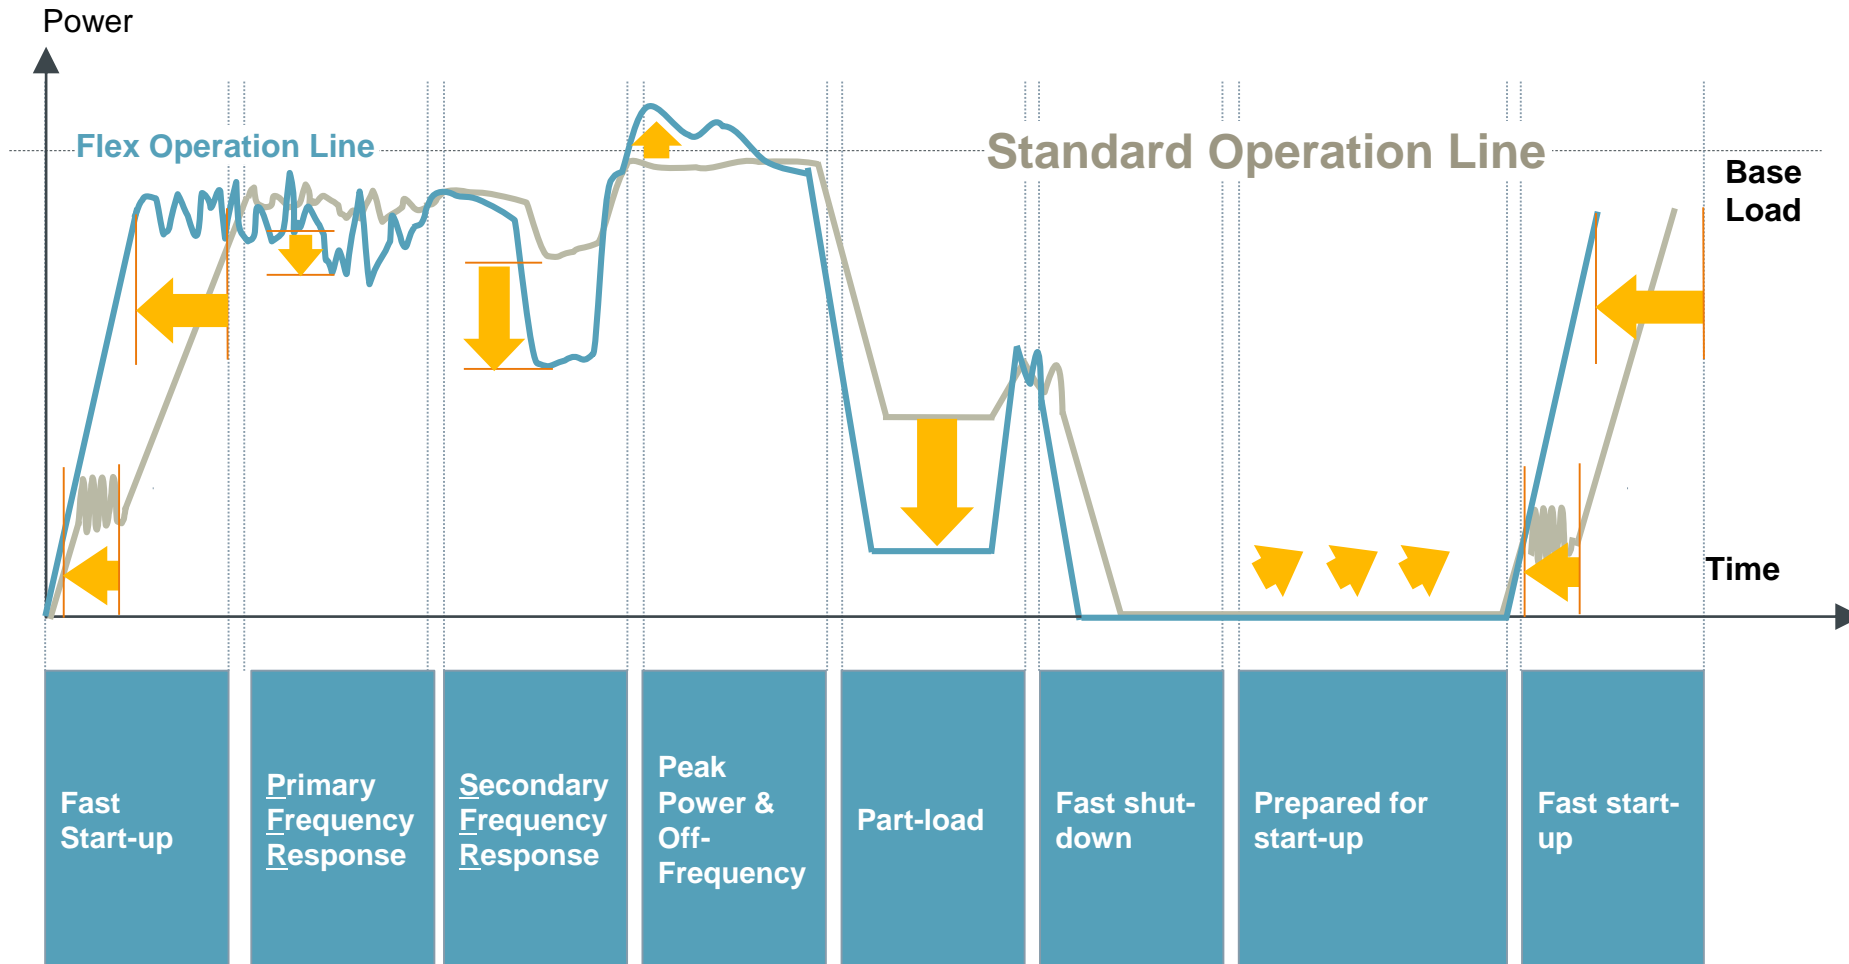 Power
Flex Operation Line
Standard Operation Line
Base
Load
Time
Fast
Start-up
Primary
Frequency
Response
Secondary
Frequency
Response
Peak
Power &
Off-
Frequency
Part-load
Fast shut-
down
Prepared for
start-up
Fast start-
up